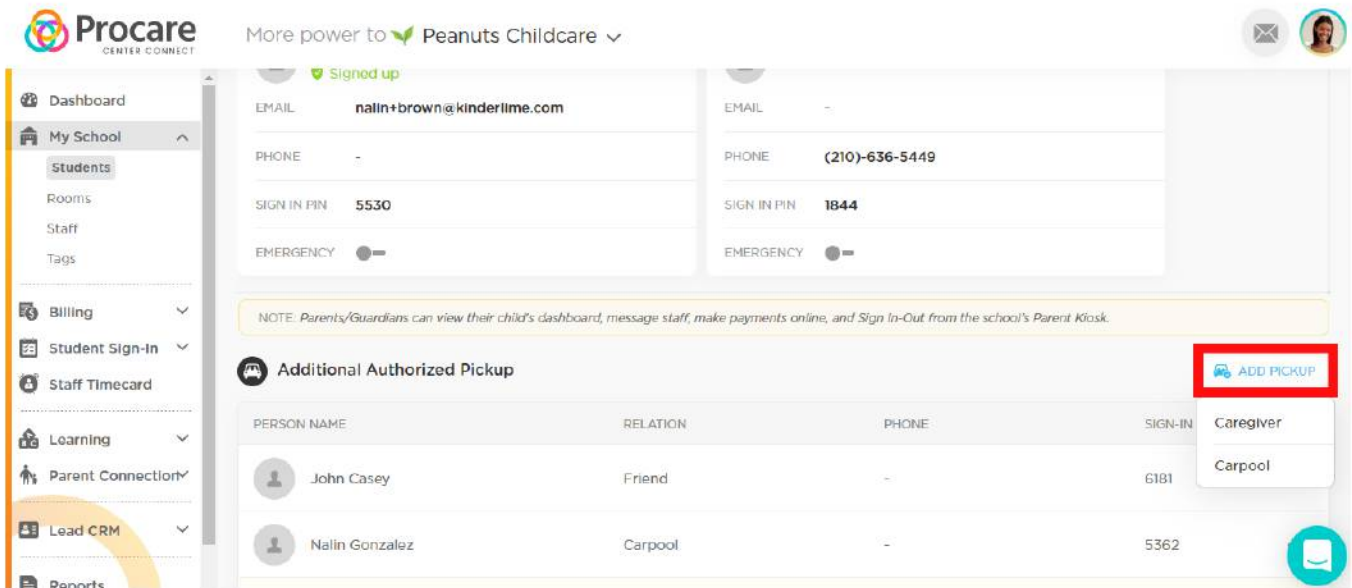 Procare
CENTER CONNECT
More power to Peanuts Childcare
Dashboard
My School
Students
Rooms
Staff
Tags
Billing
Student Sign-In
Staff Timecard
Learning
Parent Connection
Lead CRM
Reports
Signed up
EMAIL nalin+brown@kinderlime.com
PHONE -
SIGN IN PIN 5530
EMERGENCY
EMAIL -
PHONE (210)-636-5449
SIGN IN PIN 1844
EMERGENCY
NOTE: Parents/Guardians can view their child's dashboard, message staff, make payments online, and Sign In-Out from the school's Parent Kiosk.
Additional Authorized Pickup
ADD PICKUP
Caregiver
Carpool
PERSON NAME RELATION PHONE SIGN-IN
John Casey Friend - 6181
Nalin Gonzalez Carpool - 5362